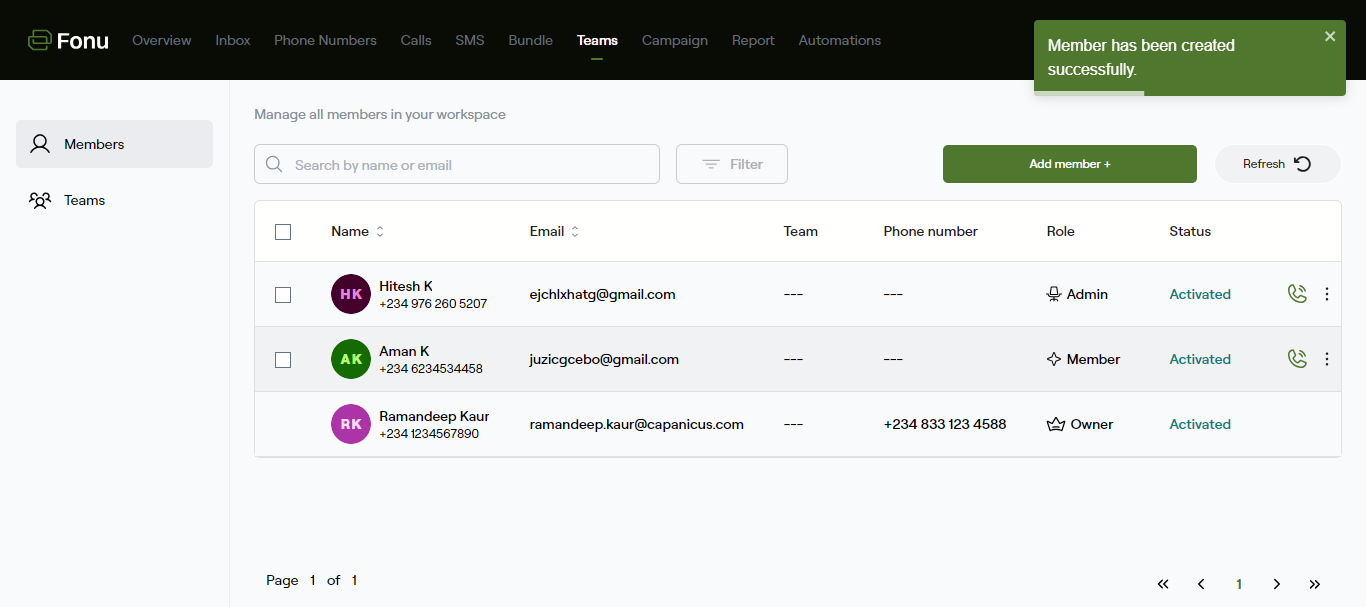 Fonu Overview Inbox Phone Numbers Calls SMS Bundle Teams Campaign Report Automations
Member has been created
successfully.
Members
Teams
Manage all members in your workspace
Search by name or email Filter Add member + Refresh
Name Email Team Phone number Role Status
HK Hitesh K ejchlxhatg@gmail.com --- --- Admin Activated
+234 976 260 5207
AK Aman K juzicgcebo@gmail.com --- --- Member Activated
+234 6234534458
RK Ramandeep Kaur ramandeep.kaur@capanicus.com --- +234 833 123 4588 Owner Activated
+234 1234567890
Page 1 of 1 1